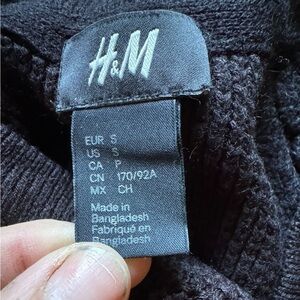 H&M
EUR S
US S
CA P
CN 170/92A
MX CH
Made in
Bangladesh
Fabriqué en
Bangladesh